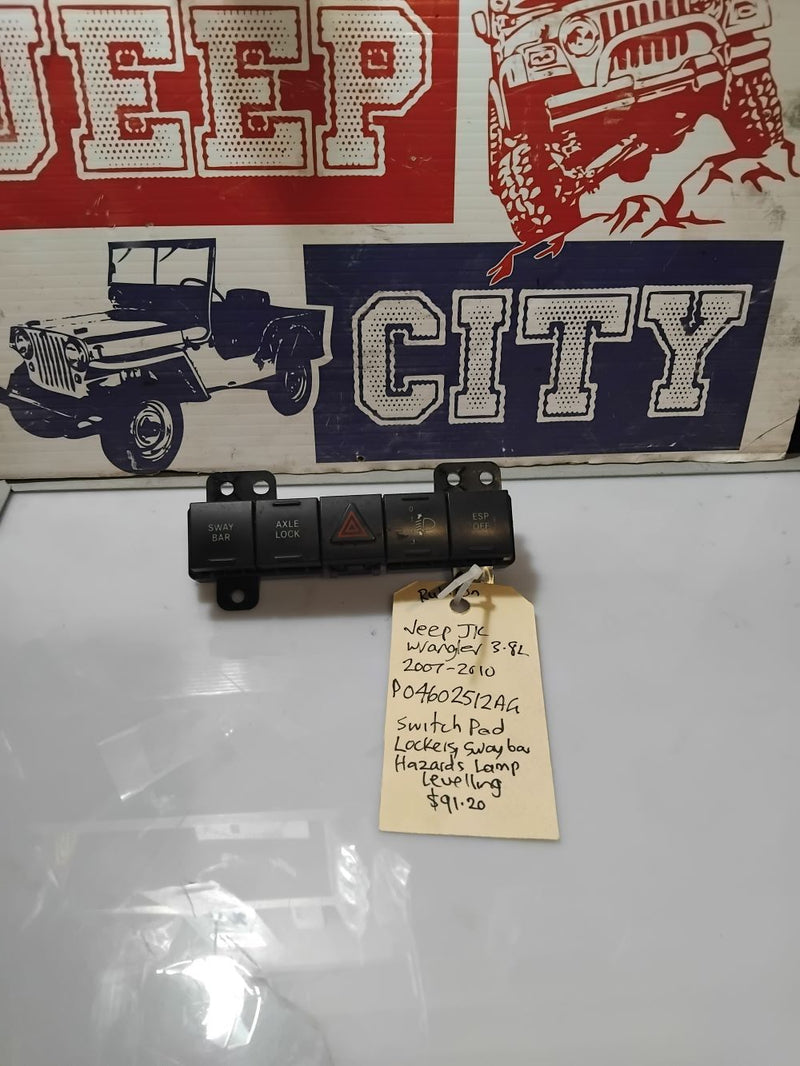 JEEP
CITY
SWAY
BAR
AXLE
LOCK
0
ESP
OFF
Jeep JK
Wrangler 3.8L
2007-2010
P04602512AG
Switch Pad
Lockers, Sway bar
Hazards Lamp
Levelling
$91.20